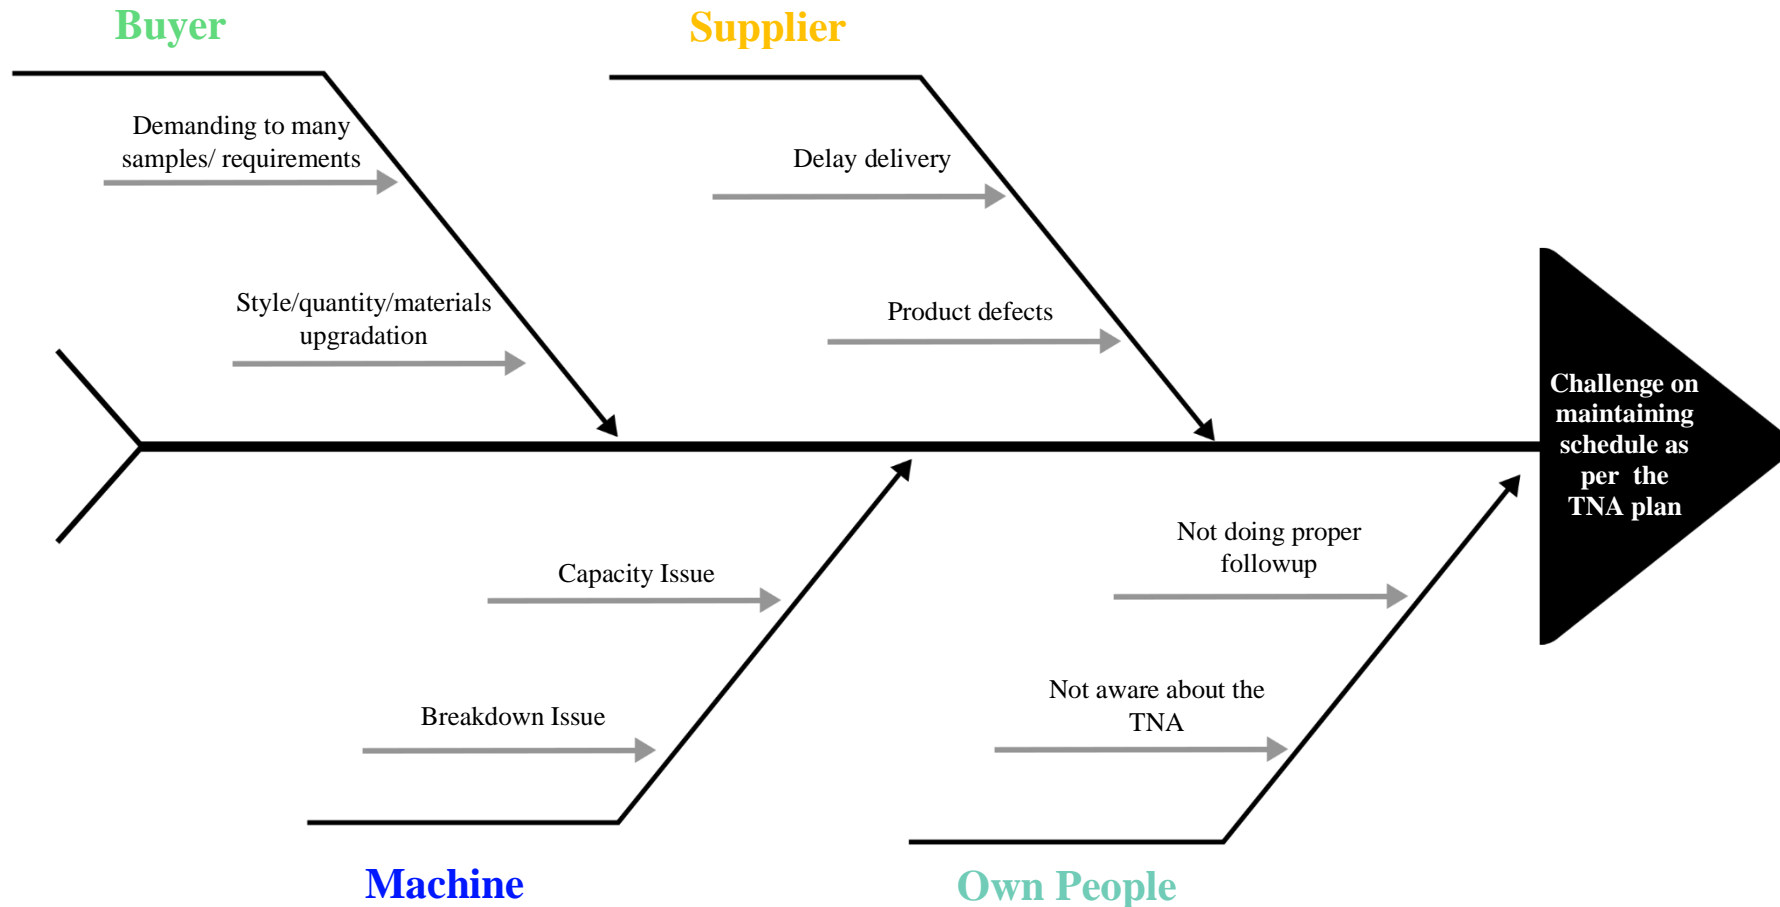 Buyer
Supplier
Demanding to many
samples/ requirements
Delay delivery
Style/quantity/materials
upgradation
Product defects
Challenge on
maintaining
schedule as
per the
TNA plan
Capacity Issue
Not doing proper
followup
Breakdown Issue
Not aware about the
TNA
Machine
Own People